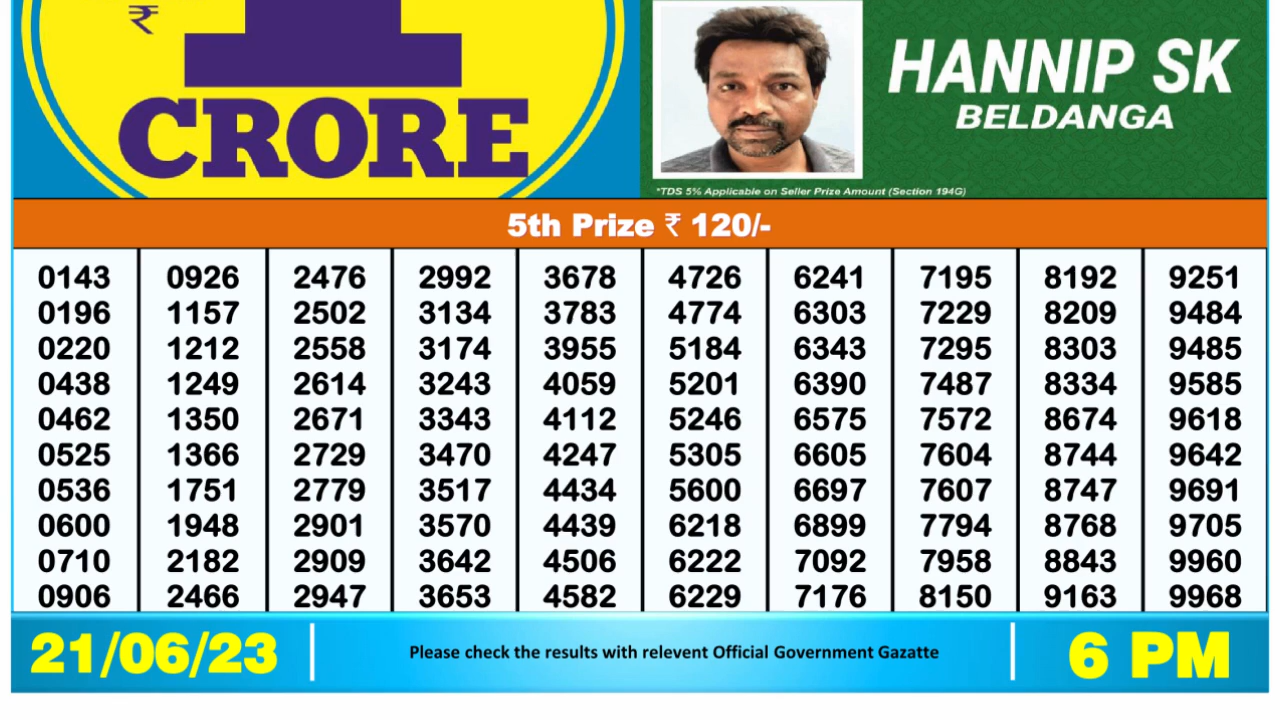 ₹
CRORE
HANNIP SK
BELDANGA
*TDS 5% Applicable on Seller Prize Amount (Section 194G)
5th Prize ₹ 120/-
0143 0926 2476 2992 3678 4726 6241 7195 8192 9251
0196 1157 2502 3134 3783 4774 6303 7229 8209 9484
0220 1212 2558 3174 3955 5184 6343 7295 8303 9485
0438 1249 2614 3243 4059 5201 6390 7487 8334 9585
0462 1350 2671 3343 4112 5246 6575 7572 8674 9618
0525 1366 2729 3470 4247 5305 6605 7604 8744 9642
0536 1751 2779 3517 4434 5600 6697 7607 8747 9691
0600 1948 2901 3570 4439 6218 6899 7794 8768 9705
0710 2182 2909 3642 4506 6222 7092 7958 8843 9960
0906 2466 2947 3653 4582 6229 7176 8150 9163 9968
21/06/23
Please check the results with relevent Official Government Gazatte
6 PM